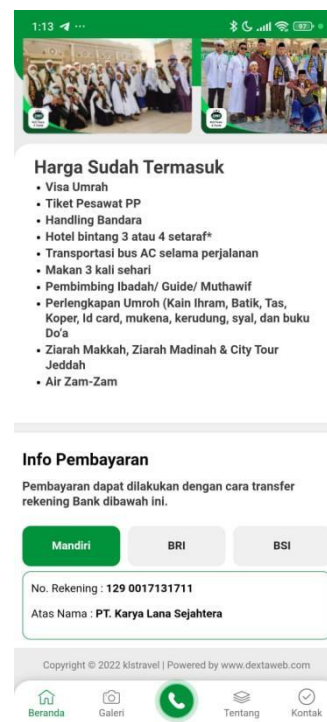 1:13
97
Harga Sudah Termasuk
• Visa Umrah
• Tiket Pesawat PP
• Handling Bandara
• Hotel bintang 3 atau 4 setaraf*
• Transportasi bus AC selama perjalanan
• Makan 3 kali sehari
• Pembimbing Ibadah/ Guide/ Muthawif
• Perlengkapan Umroh (Kain Ihram, Batik, Tas,
Koper, Id card, mukena, kerudung, syal, dan buku
Do'a
• Ziarah Makkah, Ziarah Madinah & City Tour
Jeddah
• Air Zam-Zam
Info Pembayaran
Pembayaran dapat dilakukan dengan cara transfer
rekening Bank dibawah ini.
Mandiri BRI BSI
No. Rekening : 129 0017131711
Atas Nama : PT. Karya Lana Sejahtera
Copyright © 2022 klstravel | Powered by www.dextaweb.com
Beranda Galeri Tentang Kontak